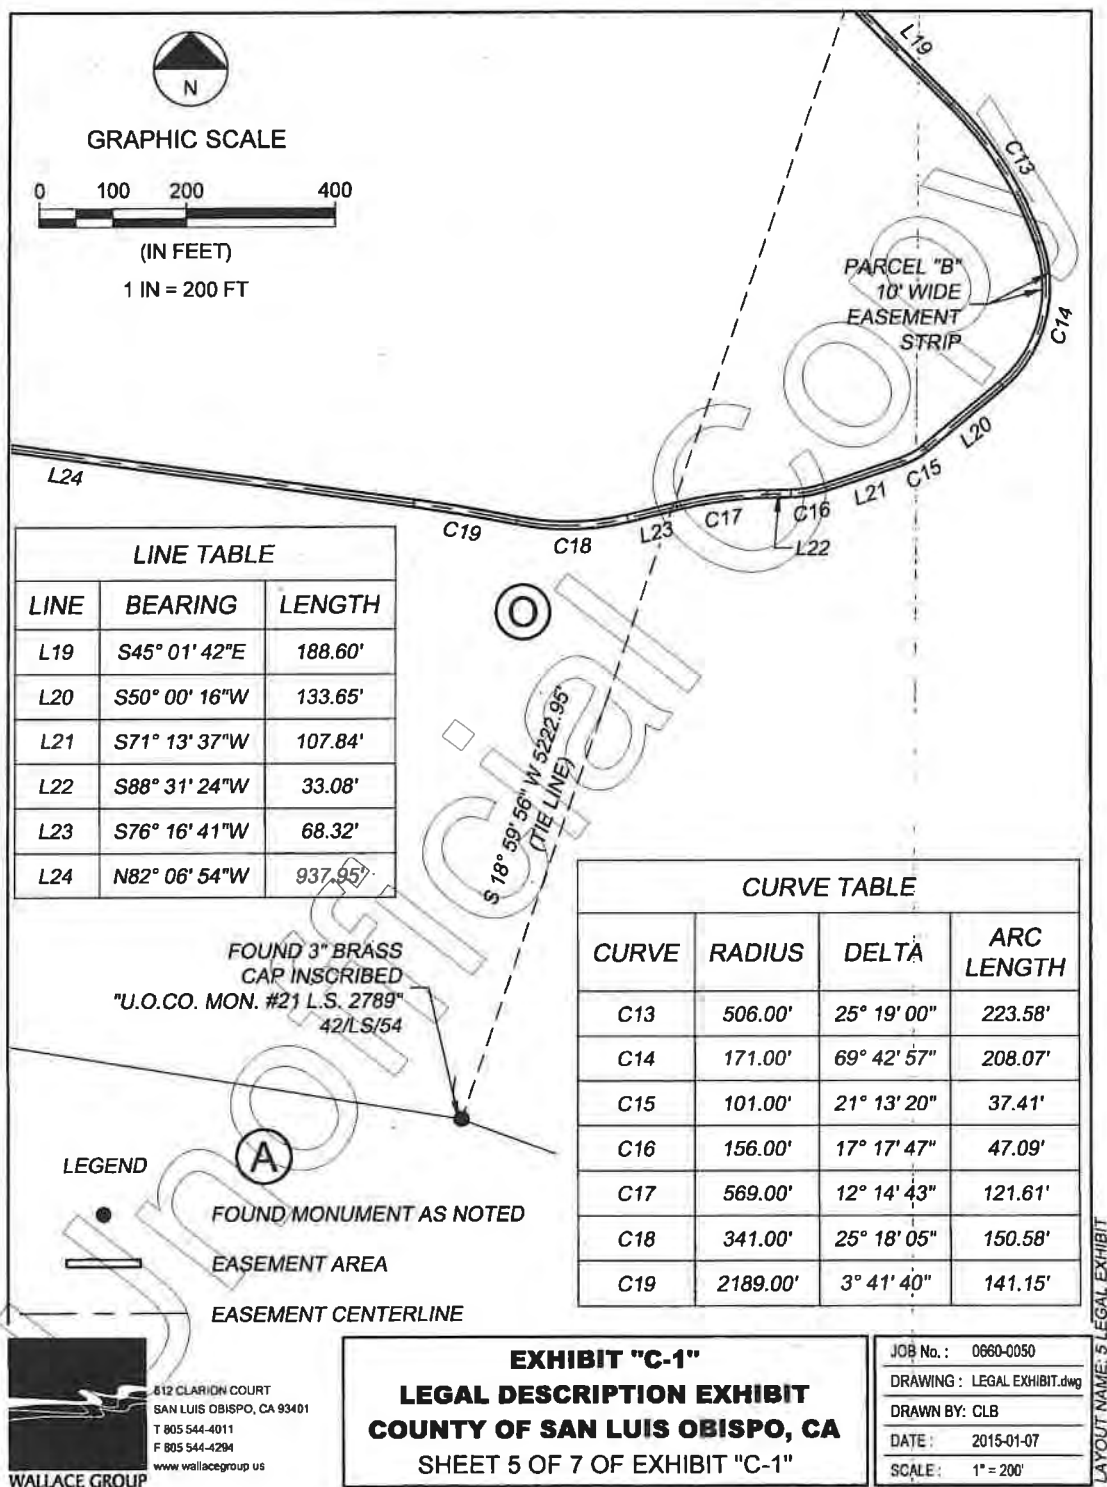 N
GRAPHIC SCALE
0 100 200 400
(IN FEET)
1 IN = 200 FT
L19
C13
PARCEL "B"
10' WIDE
EASEMENT
STRIP
C14
L20
C15
L21
C16
L22
C17
L23
C18
C19
L24
LINE TABLE
LINE BEARING LENGTH
L19 S45° 01' 42"E 188.60'
L20 S50° 00' 16"W 133.65'
L21 S71° 13' 37"W 107.84'
L22 S88° 31' 24"W 33.08'
L23 S76° 16' 41"W 68.32'
L24 N82° 06' 54"W 937.95'
O
S 18° 59' 56" W 5222.95'
(TIE LINE)
FOUND 3" BRASS
CAP INSCRIBED
"U.O.CO. MON. #21 L.S. 2789"
42/LS/54
CURVE TABLE
CURVE RADIUS DELTA ARC LENGTH
C13 506.00' 25° 19' 00" 223.58'
C14 171.00' 69° 42' 57" 208.07'
C15 101.00' 21° 13' 20" 37.41'
C16 156.00' 17° 17' 47" 47.09'
C17 569.00' 12° 14' 43" 121.61'
C18 341.00' 25° 18' 05" 150.58'
C19 2189.00' 3° 41' 40" 141.15'
A
LEGEND
FOUND MONUMENT AS NOTED
EASEMENT AREA
EASEMENT CENTERLINE
Unofficial Copy
WALLACE GROUP
612 CLARION COURT
SAN LUIS OBISPO, CA 93401
T 805 544-4011
F 805 544-4294
www wallacegroup us
EXHIBIT "C-1"
LEGAL DESCRIPTION EXHIBIT
COUNTY OF SAN LUIS OBISPO, CA
SHEET 5 OF 7 OF EXHIBIT "C-1"
JOB No. : 0660-0050
DRAWING : LEGAL EXHIBIT.dwg
DRAWN BY: CLB
DATE : 2015-01-07
SCALE : 1" = 200'
LAYOUT NAME: 5 LEGAL EXHIBIT